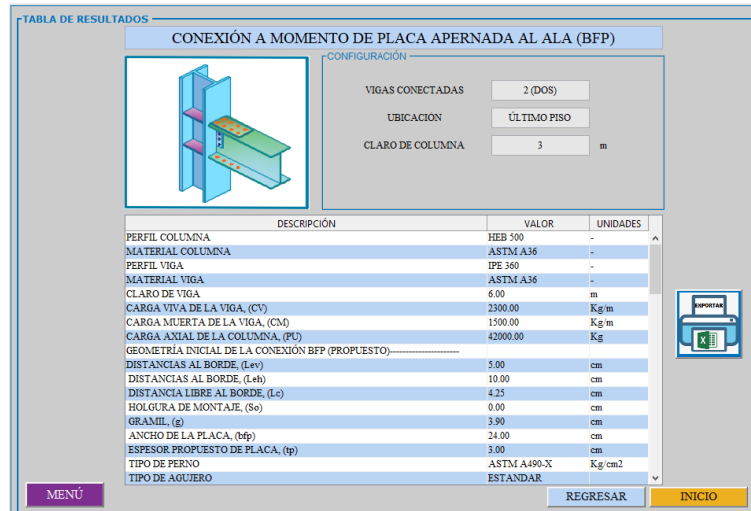 TABLA DE RESULTADOS
CONEXIÓN A MOMENTO DE PLACA APERNADA AL ALA (BFP)
CONFIGURACIÓN
VIGAS CONECTADAS 2 (DOS)
UBICACIÓN ÚLTIMO PISO
CLARO DE COLUMNA 3 m
DESCRIPCIÓN VALOR UNIDADES
PERFIL COLUMNA HEB 500 -
MATERIAL COLUMNA ASTM A36 -
PERFIL VIGA IPE 360 -
MATERIAL VIGA ASTM A36 -
CLARO DE VIGA 6.00 m
CARGA VIVA DE LA VIGA, (CV) 2300.00 Kg/m
CARGA MUERTA DE LA VIGA, (CM) 1500.00 Kg/m
CARGA AXIAL DE LA COLUMNA, (PU) 42000.00 Kg
GEOMETRÍA INICIAL DE LA CONEXIÓN BFP (PROPUESTO)----------------------
DISTANCIAS AL BORDE, (Lev) 5.00 cm
DISTANCIAS AL BORDE, (Leh) 10.00 cm
DISTANCIA LIBRE AL BORDE, (Lc) 4.25 cm
HOLGURA DE MONTAJE, (So) 0.00 cm
GRAMIL, (g) 3.90 cm
ANCHO DE LA PLACA, (bfp) 24.00 cm
ESPESOR PROPUESTO DE PLACA, (tp) 3.00 cm
TIPO DE PERNO ASTM A490-X Kg/cm2
TIPO DE AGUJERO ESTANDAR
EXPORTAR
X
MENÚ REGRESAR INICIO